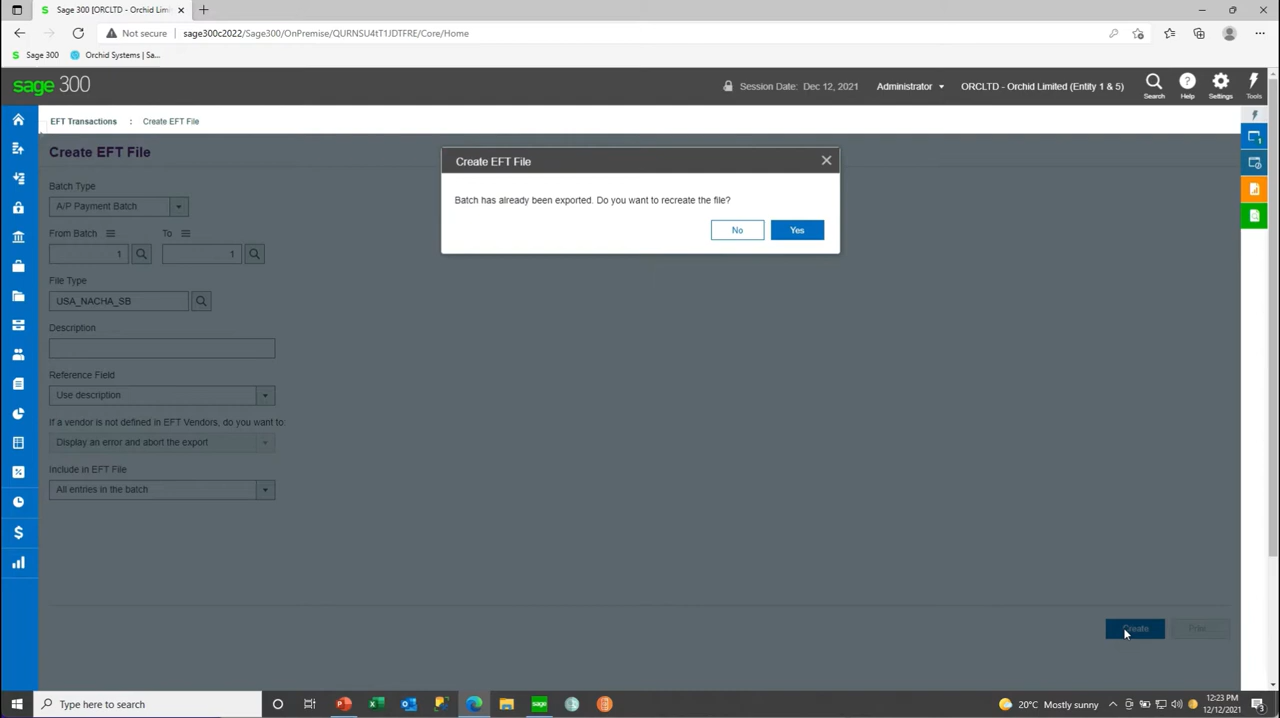 Sage 300 [ORCLTD - Orchid Lim
Not secure
sage300c2022/Sage300/OnPremise/QURNSU4tT1JDTFRE/Core/Home
Sage 300
Orchid Systems | Sa...
sage 300
Session Date: Dec 12, 2021
Administrator
ORCLTD - Orchid Limited (Entity 1 & 5)
Search
Help
Settings
Tools
EFT Transactions : Create EFT File
Create EFT File
Create EFT File
Batch has already been exported. Do you want to recreate the file?
No
Yes
Batch Type
A/P Payment Batch
From Batch
To
1
1
File Type
USA_NACHA_SB
Description
Reference Field
Use description
If a vendor is not defined in EFT Vendors, do you want to:
Display an error and abort the export
Include in EFT File
All entries in the batch
Create
1
Type here to search
20°C Mostly sunny
12:23 PM
12/12/2021
3